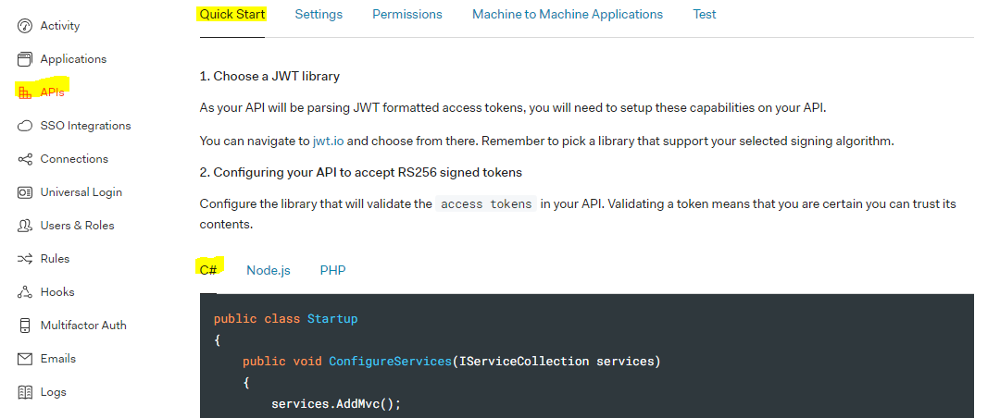 Activity
Applications
APIs
SSO Integrations
Connections
Universal Login
Users & Roles
Rules
Hooks
Multifactor Auth
Emails
Logs
Quick Start Settings Permissions Machine to Machine Applications Test
1. Choose a JWT library
As your API will be parsing JWT formatted access tokens, you will need to setup these capabilities on your API.
You can navigate to jwt.io and choose from there. Remember to pick a library that support your selected signing algorithm.
2. Configuring your API to accept RS256 signed tokens
Configure the library that will validate the access tokens in your API. Validating a token means that you are certain you can trust its
contents.
C# Node.js PHP
public class Startup
{
    public void ConfigureServices(IServiceCollection services)
    {
        services.AddMvc();